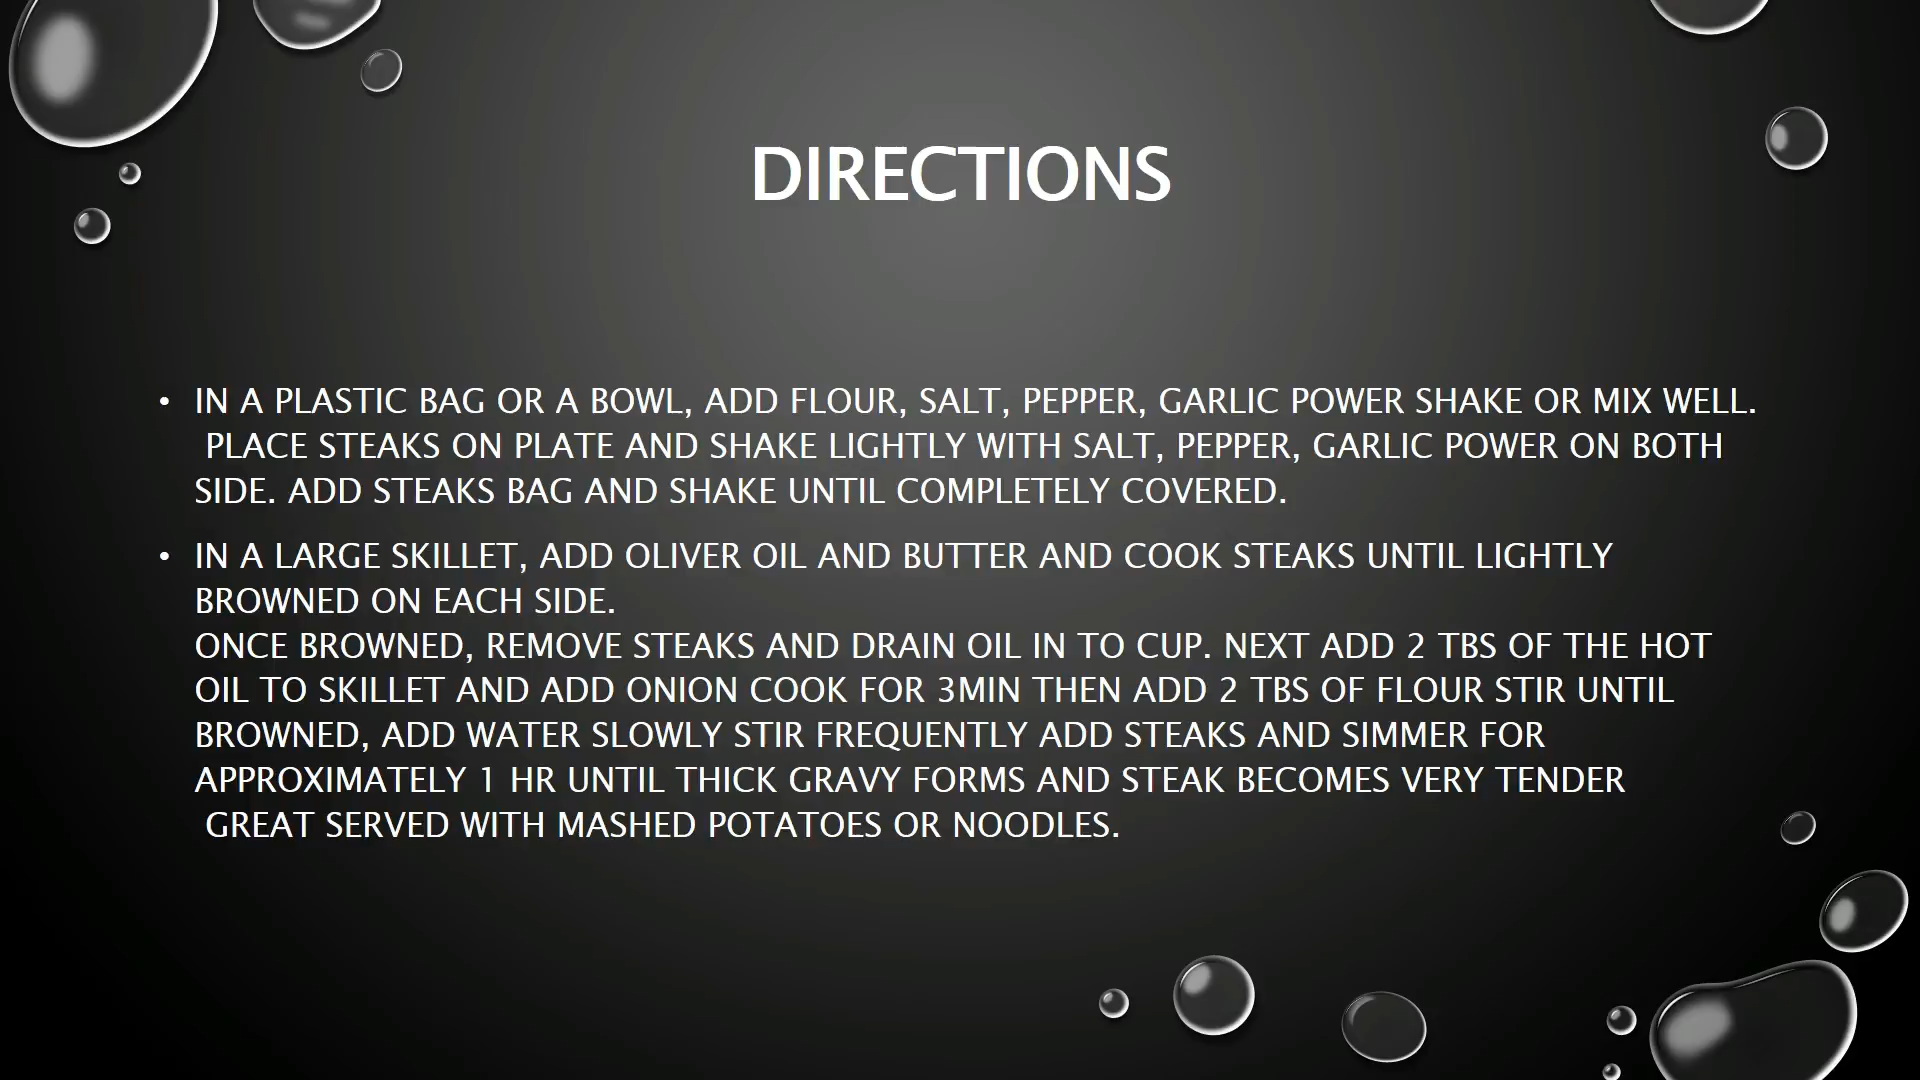 DIRECTIONS
• IN A PLASTIC BAG OR A BOWL, ADD FLOUR, SALT, PEPPER, GARLIC POWER SHAKE OR MIX WELL.
PLACE STEAKS ON PLATE AND SHAKE LIGHTLY WITH SALT, PEPPER, GARLIC POWER ON BOTH
SIDE. ADD STEAKS BAG AND SHAKE UNTIL COMPLETELY COVERED.
• IN A LARGE SKILLET, ADD OLIVER OIL AND BUTTER AND COOK STEAKS UNTIL LIGHTLY
BROWNED ON EACH SIDE.
ONCE BROWNED, REMOVE STEAKS AND DRAIN OIL IN TO CUP. NEXT ADD 2 TBS OF THE HOT
OIL TO SKILLET AND ADD ONION COOK FOR 3MIN THEN ADD 2 TBS OF FLOUR STIR UNTIL
BROWNED, ADD WATER SLOWLY STIR FREQUENTLY ADD STEAKS AND SIMMER FOR
APPROXIMATELY 1 HR UNTIL THICK GRAVY FORMS AND STEAK BECOMES VERY TENDER
GREAT SERVED WITH MASHED POTATOES OR NOODLES.